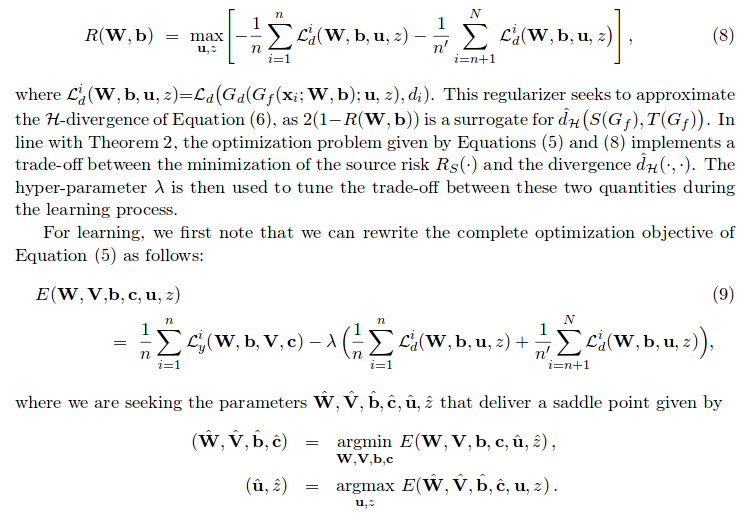 R(W, b) = max_{u,z} [ −1/n ∑_{i=1}^{n} ℒ_d^i(W, b, u, z) − 1/n′ ∑_{i=n+1}^{N} ℒ_d^i(W, b, u, z) ] , (8)
where ℒ_d^i(W, b, u, z)=ℒ_d(G_d(G_f(x_i; W, b); u, z), d_i). This regularizer seeks to approximate
the ℋ-divergence of Equation (6), as 2(1−R(W, b)) is a surrogate for d̂_ℋ(S(G_f), T(G_f)). In
line with Theorem 2, the optimization problem given by Equations (5) and (8) implements a
trade-off between the minimization of the source risk R_S(·) and the divergence d̂_ℋ(·, ·). The
hyper-parameter λ is then used to tune the trade-off between these two quantities during
the learning process.
For learning, we first note that we can rewrite the complete optimization objective of
Equation (5) as follows:
E(W, V,b, c, u, z) (9)
= 1/n ∑_{i=1}^{n} ℒ_y^i(W, b, V, c) − λ ( 1/n ∑_{i=1}^{n} ℒ_d^i(W, b, u, z) + 1/n′ ∑_{i=n+1}^{N} ℒ_d^i(W, b, u, z) ),
where we are seeking the parameters Ŵ, V̂, b̂, ĉ, û, ẑ that deliver a saddle point given by
(Ŵ, V̂, b̂, ĉ) = argmin_{W,V,b,c} E(W, V, b, c, û, ẑ) ,
(û, ẑ) = argmax_{u,z} E(Ŵ, V̂, b̂, ĉ, u, z) .